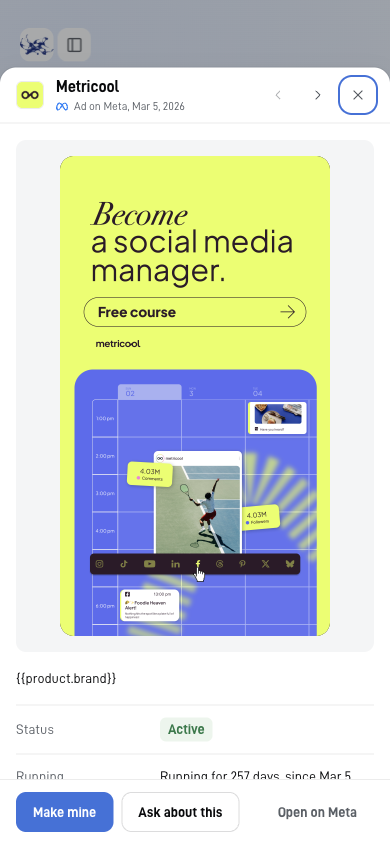 Metricool
Ad on Meta, Mar 5, 2026
Become
a social media
manager.
Free course
metricool
02
3
04
1:00 pm
2:00 pm
3:00 pm
4:00 pm
6:00 pm
metricool
4.03M
Comments
4.03M
Followers
12:00 pm
Foodie Heaven
Alert!
{{product.brand}}
Status
Active
Running
Running for 257 days, since Mar 5,
Make mine
Ask about this
Open on Meta